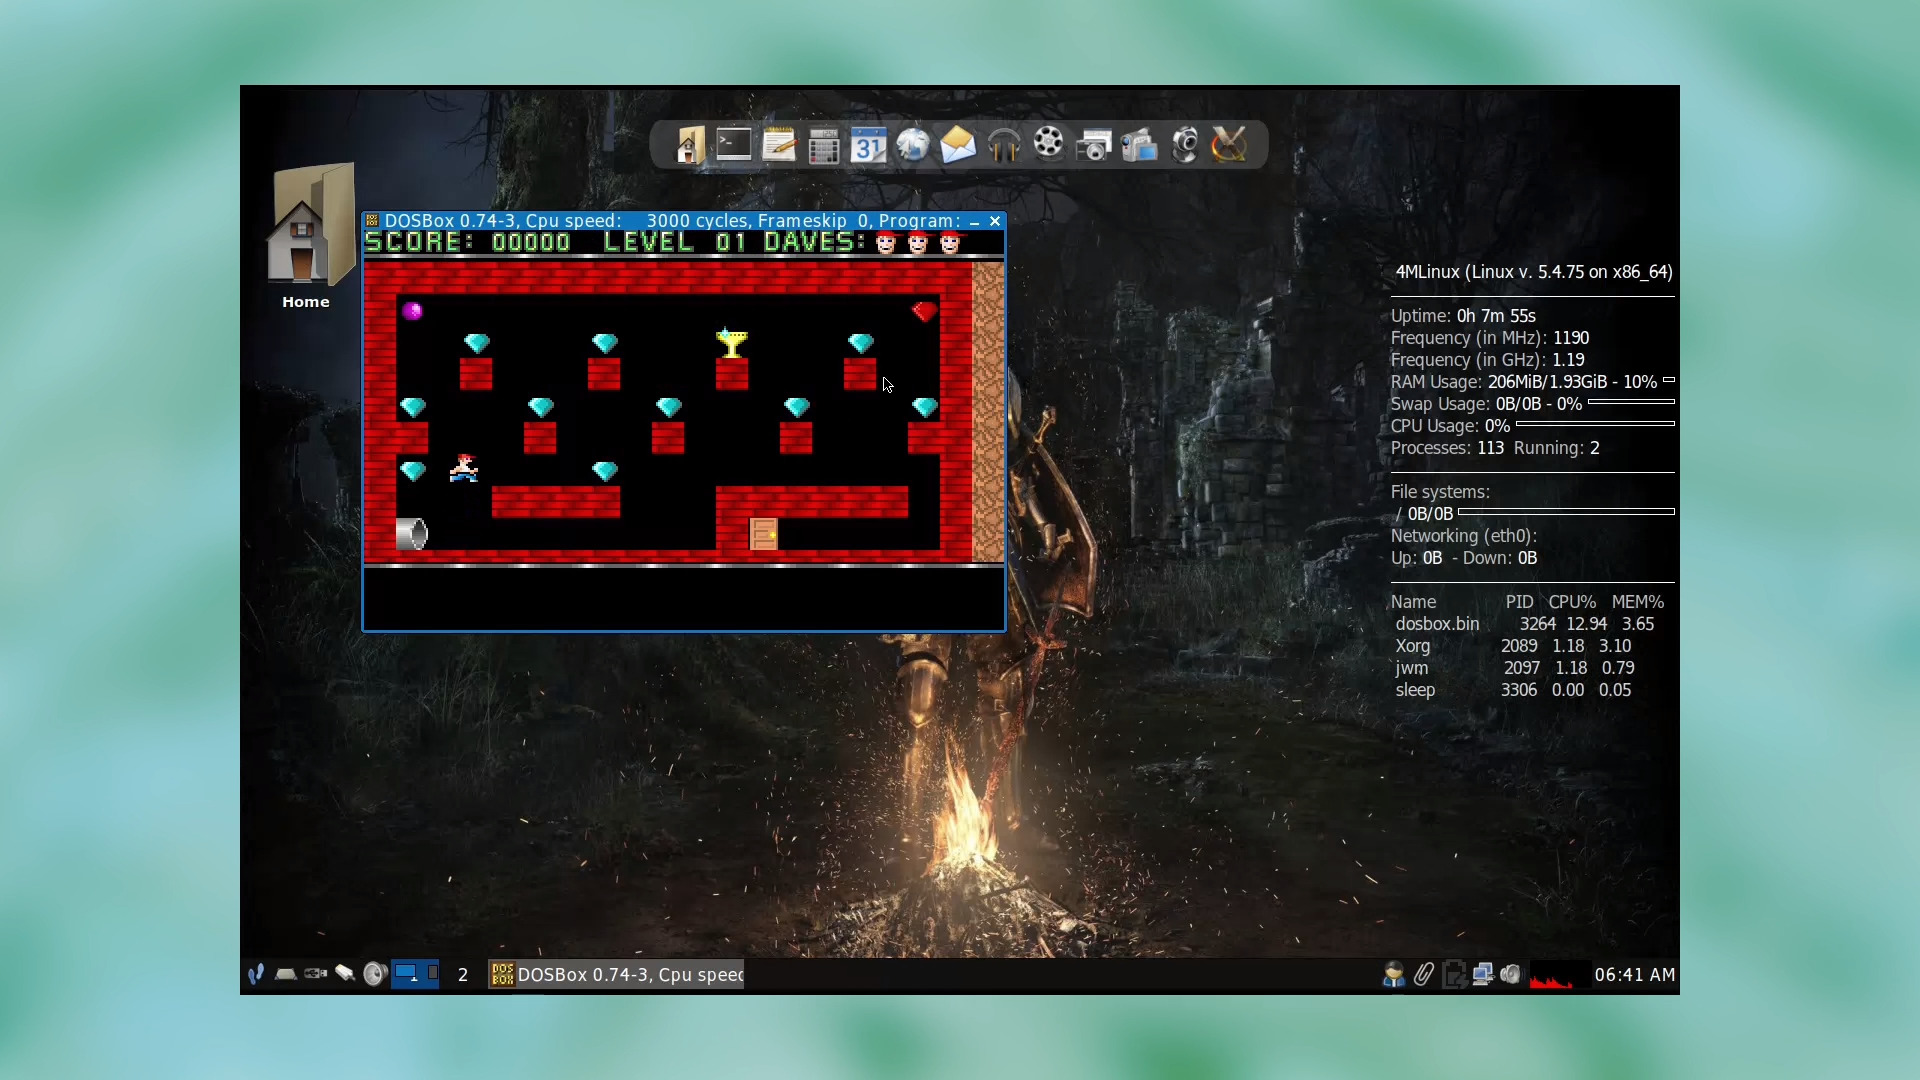 31
DOSBox 0.74-3, Cpu speed: 3000 cycles, Frameskip 0, Program:
SCORE: 00000 LEVEL 01 DAVES:
Home
4MLinux (Linux v. 5.4.75 on x86_64)
Uptime: 0h 7m 55s
Frequency (in MHz): 1190
Frequency (in GHz): 1.19
RAM Usage: 206MiB/1.93GiB - 10%
Swap Usage: 0B/0B - 0%
CPU Usage: 0%
Processes: 113 Running: 2
File systems:
/ 0B/0B
Networking (eth0):
Up: 0B - Down: 0B
Name PID CPU% MEM%
dosbox.bin 3264 12.94 3.65
Xorg 2089 1.18 3.10
jwm 2097 1.18 0.79
sleep 3306 0.00 0.05
1 2 DOS BOX DOSBox 0.74-3, Cpu speed 06:41 AM